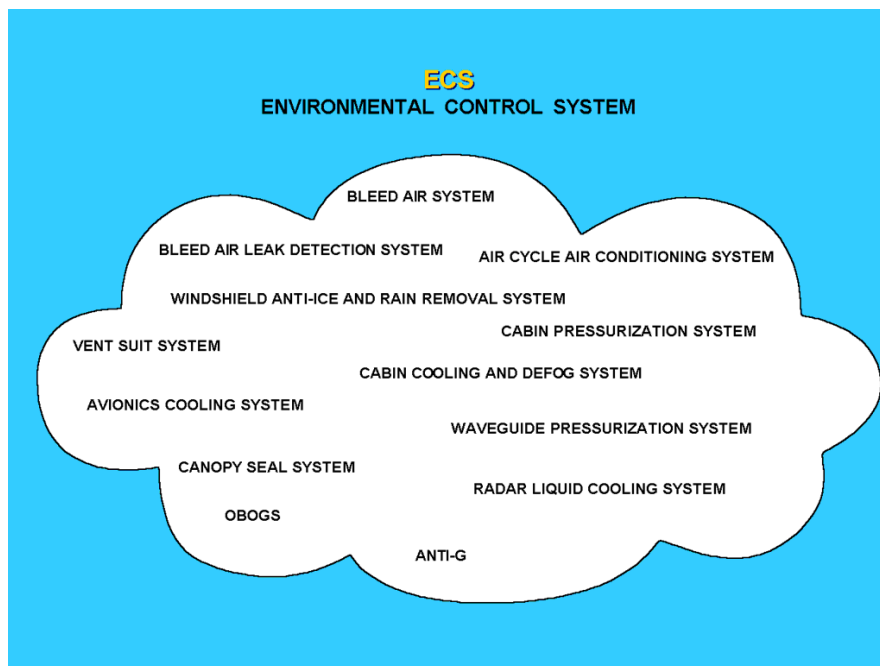 ECS
ENVIRONMENTAL CONTROL SYSTEM
BLEED AIR SYSTEM
BLEED AIR LEAK DETECTION SYSTEM
AIR CYCLE AIR CONDITIONING SYSTEM
WINDSHIELD ANTI-ICE AND RAIN REMOVAL SYSTEM
CABIN PRESSURIZATION SYSTEM
VENT SUIT SYSTEM
CABIN COOLING AND DEFOG SYSTEM
AVIONICS COOLING SYSTEM
WAVEGUIDE PRESSURIZATION SYSTEM
CANOPY SEAL SYSTEM
RADAR LIQUID COOLING SYSTEM
OBOGS
ANTI-G